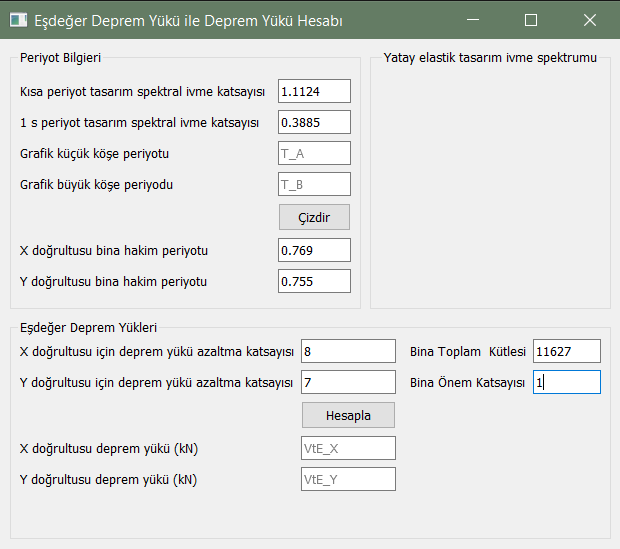 Eşdeğer Deprem Yükü ile Deprem Yükü Hesabı
Periyot Bilgieri
Kısa periyot tasarım spektral ivme katsayısı 1.1124
1 s periyot tasarım spektral ivme katsayısı 0.3885
Grafik küçük köşe periyotu T_A
Grafik büyük köşe periyodu T_B
Çizdir
X doğrultusu bina hakim periyotu 0.769
Y doğrultusu bina hakim periyotu 0.755
Yatay elastik tasarım ivme spektrumu
Eşdeğer Deprem Yükleri
X doğrultusu için deprem yükü azaltma katsayısı 8 Bina Toplam Kütlesi 11627
Y doğrultusu için deprem yükü azaltma katsayısı 7 Bina Önem Katsayısı 1
Hesapla
X doğrultusu deprem yükü (kN) VtE_X
Y doğrultusu deprem yükü (kN) VtE_Y